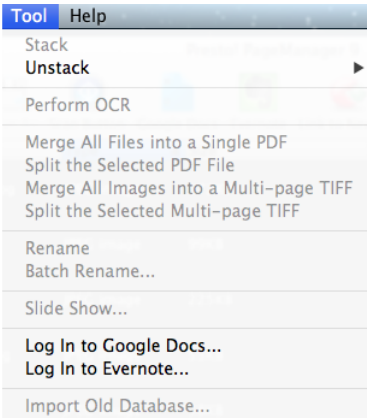 Tool Help
Stack
Unstack
Perform OCR
Merge All Files into a Single PDF
Split the Selected PDF File
Merge All Images into a Multi-page TIFF
Split the Selected Multi-page TIFF
Rename
Batch Rename...
Slide Show...
Log In to Google Docs...
Log In to Evernote...
Import Old Database...